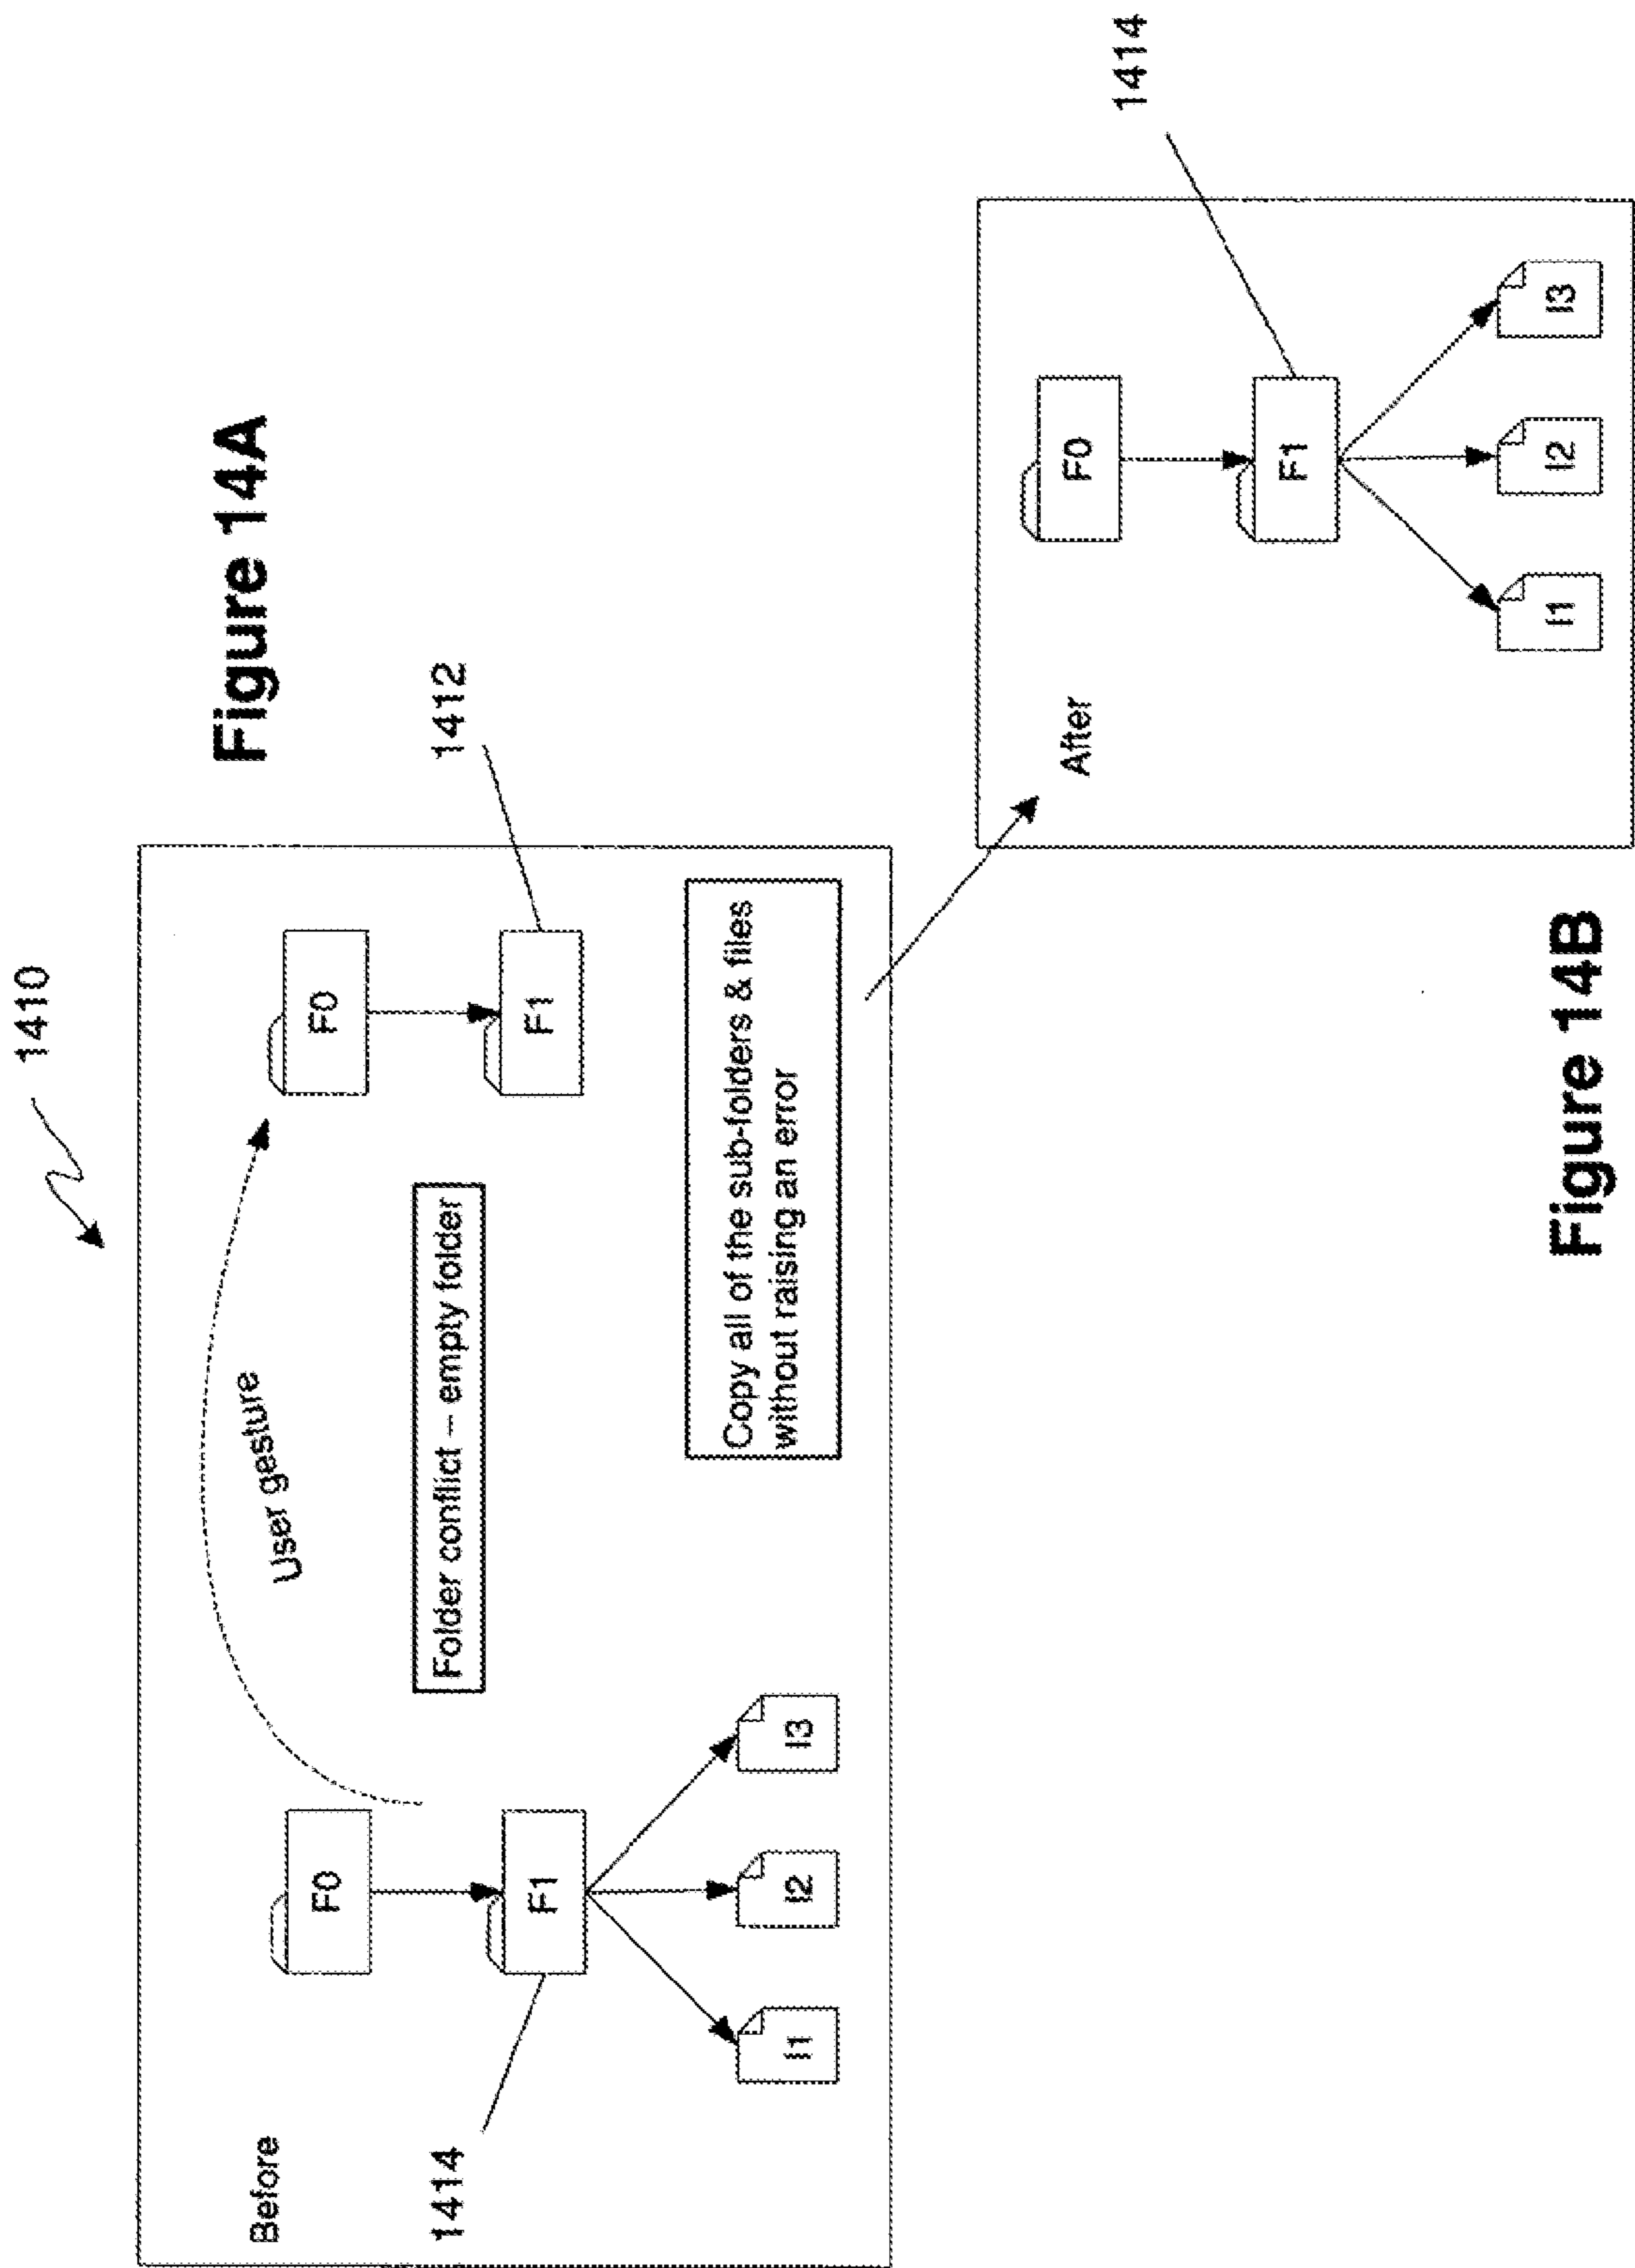 1410
Figure 14A
Before
User gesture
F0
F0
Folder conflict – empty folder
1412
1414
F1
F1
I1
I2
I3
Copy all of the sub-folders & files
without raising an error
After
F0
1414
F1
I1
I2
I3
Figure 14B